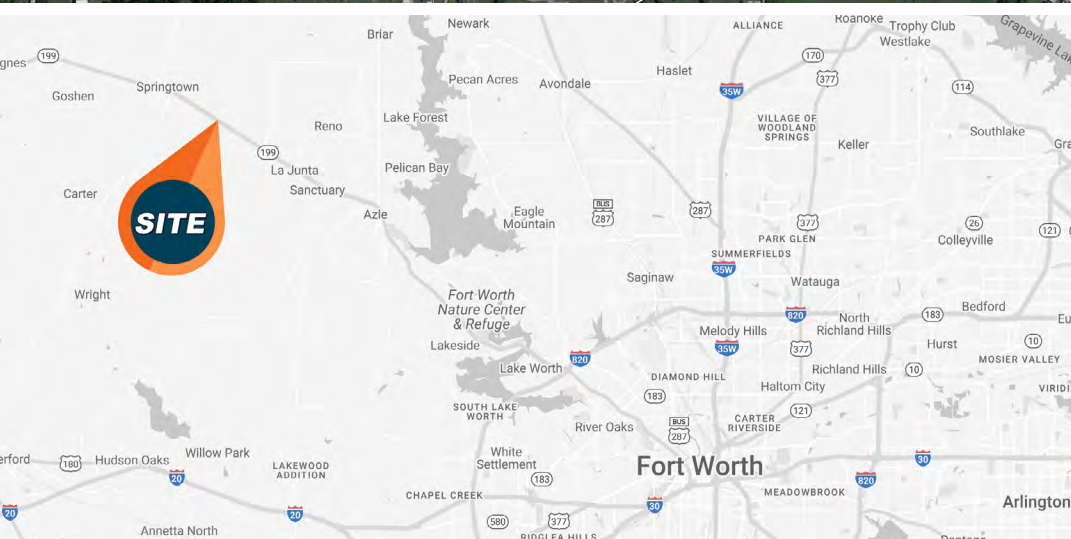 Newark
Roanoke
Trophy Club
ALLIANCE
Briar
Westlake
Grapevine
199
170
gnes
Springtown
Pecan Acres
Avondale
Haslet
377
Goshen
35W
114
Lake Forest
VILLAGE OF
WOODLAND
SPRINGS
Reno
Southlake
Keller
Gra
199
La Junta
Pelican Bay
Carter
Sanctuary
SITE
Azle
Eagle
Mountain
BUS
287
287
377
26
121
PARK GLEN
Colleyville
SUMMERFIELDS
35W
Saginaw
Watauga
Wright
Fort Worth
Nature Center
& Refuge
Bedford
820
183
North
Richland Hills
Eu
Melody Hills
Lakeside
35W
377
Hurst
10
820
MOSIER VALLEY
Lake Worth
Richland Hills
10
DIAMOND HILL
Haltom City
VIRIDI
183
SOUTH LAKE
WORTH
121
River Oaks
BUS
287
CARTER
RIVERSIDE
erford
180
Hudson Oaks
Willow Park
White
Settlement
Fort Worth
30
LAKEWOOD
ADDITION
20
183
820
CHAPEL CREEK
MEADOWBROOK
Arlington
20
20
30
580
377
Annetta North
RIDGLEA HILLS